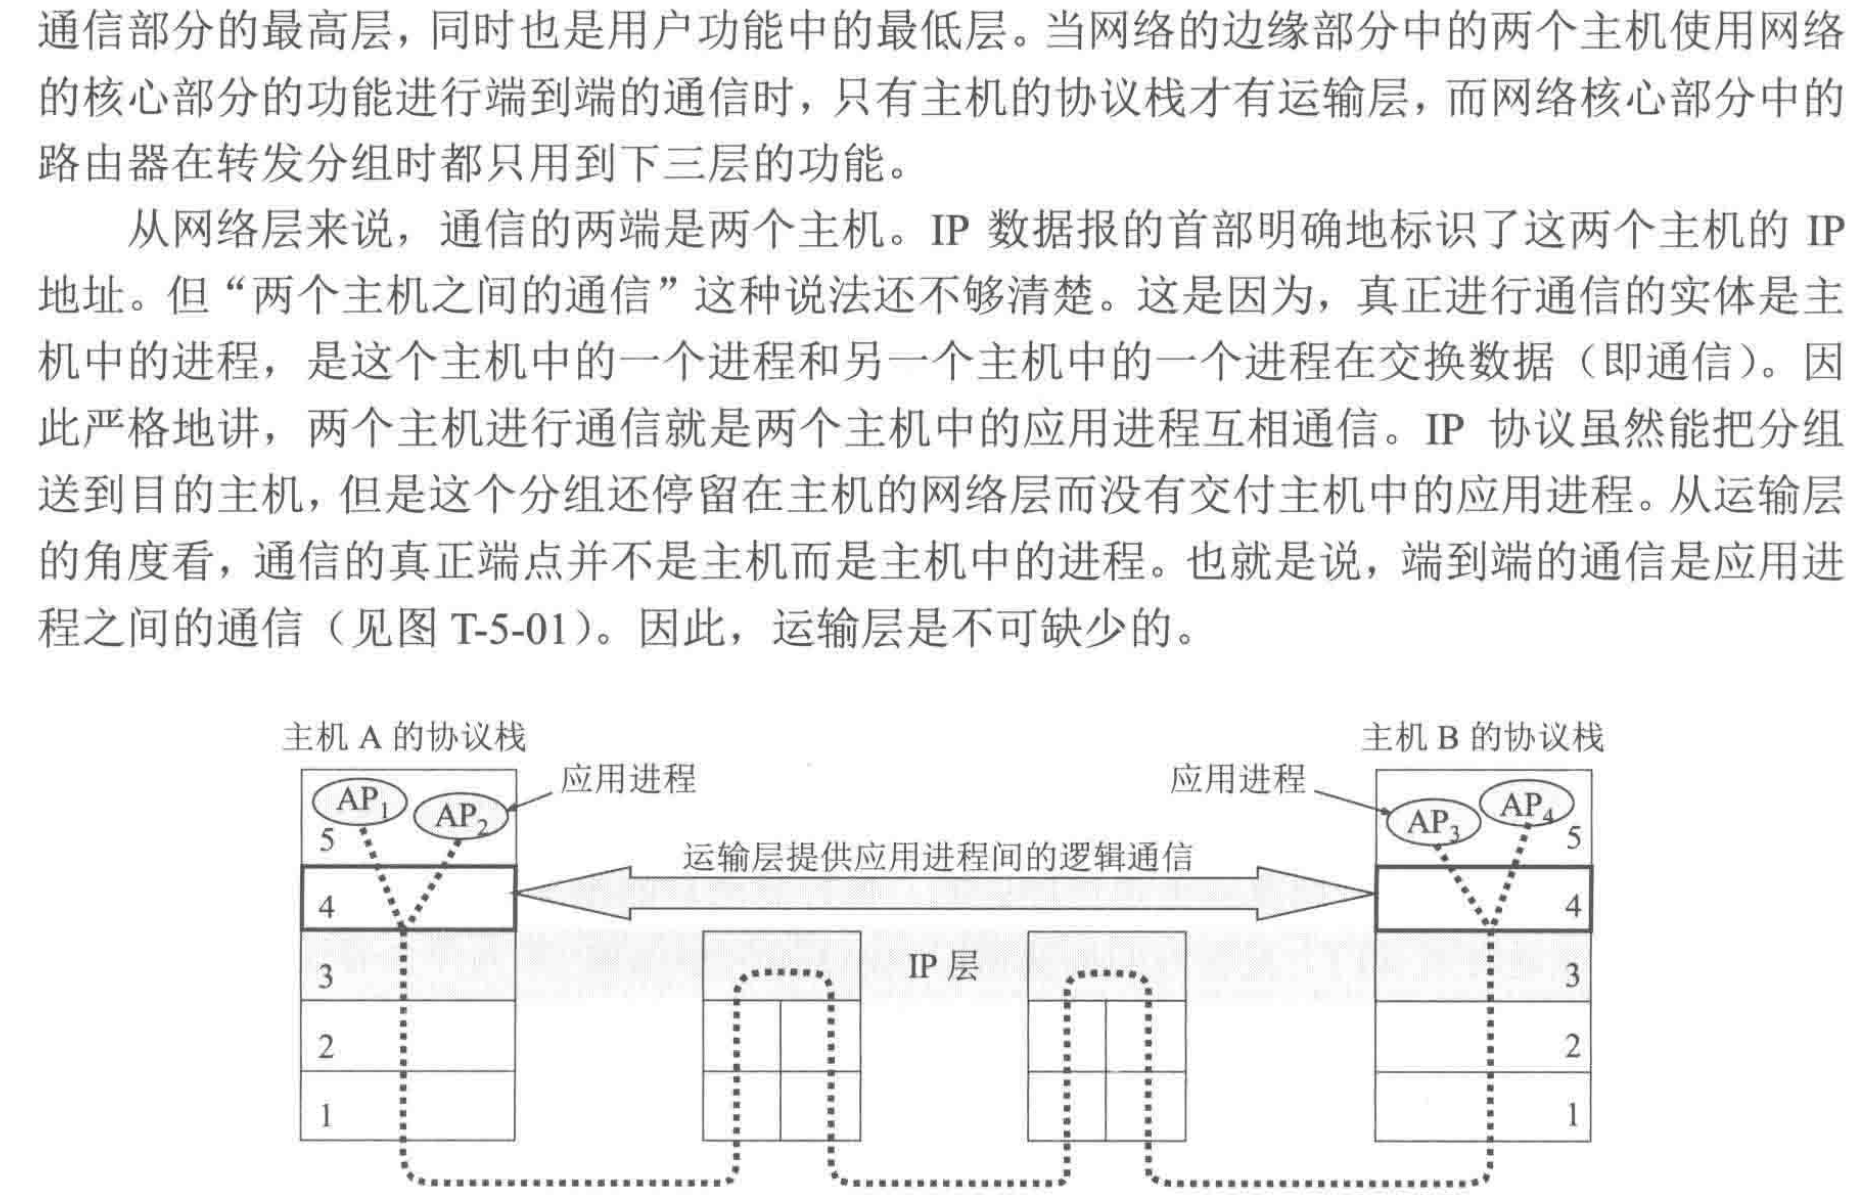 通信部分的最高层，同时也是用户功能中的最低层。当网络的边缘部分中的两个主机使用网络
的核心部分的功能进行端到端的通信时，只有主机的协议栈才有运输层，而网络核心部分中的
路由器在转发分组时都只用到下三层的功能。
从网络层来说，通信的两端是两个主机。IP 数据报的首部明确地标识了这两个主机的 IP
地址。但“两个主机之间的通信”这种说法还不够清楚。这是因为，真正进行通信的实体是主
机中的进程，是这个主机中的一个进程和另一个主机中的一个进程在交换数据（即通信）。因
此严格地讲，两个主机进行通信就是两个主机中的应用进程互相通信。IP 协议虽然能把分组
送到目的主机，但是这个分组还停留在主机的网络层而没有交付主机中的应用进程。从运输层
的角度看，通信的真正端点并不是主机而是主机中的进程。也就是说，端到端的通信是应用进
程之间的通信（见图 T-5-01）。因此，运输层是不可缺少的。
主机 A 的协议栈
主机 B 的协议栈
应用进程
应用进程
AP₁
AP₂
AP₃
AP₄
5
5
运输层提供应用进程间的逻辑通信
4
4
3
IP 层
3
2
2
1
1